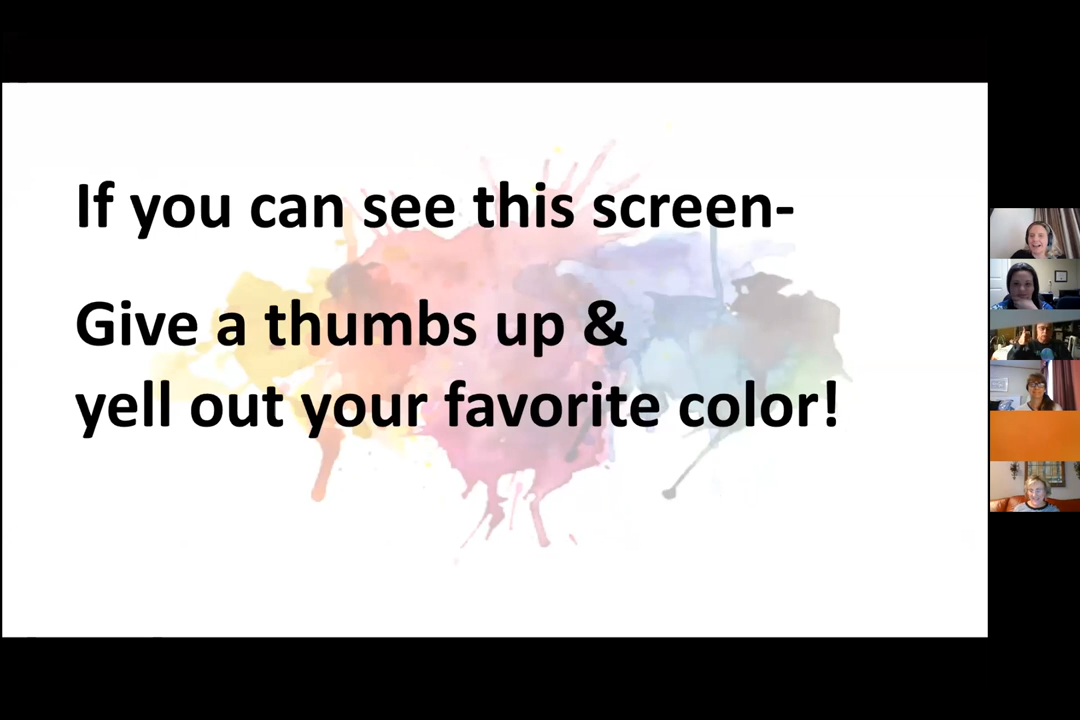 If you can see this screen-
Give a thumbs up &
yell out your favorite color!